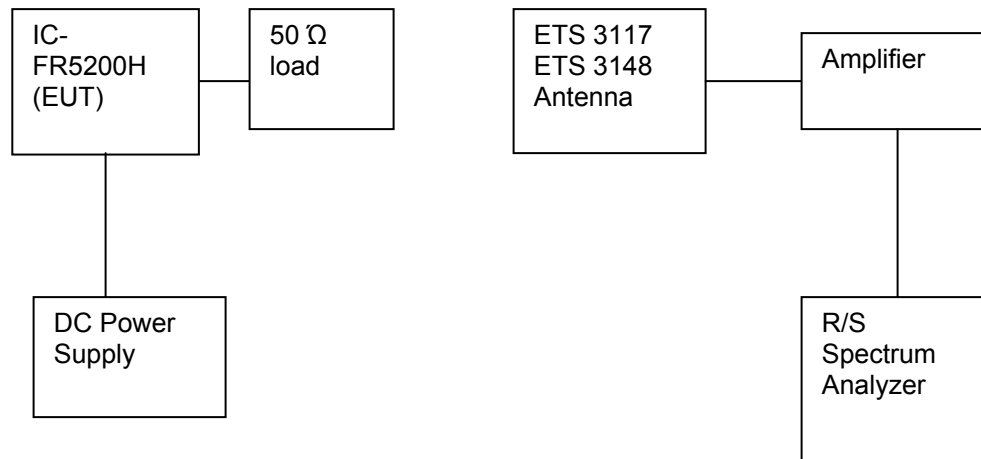 IC-
FR5200H
(EUT)
50 Ώ
load
ETS 3117
ETS 3148
Antenna
Amplifier
DC Power
Supply
R/S
Spectrum
Analyzer